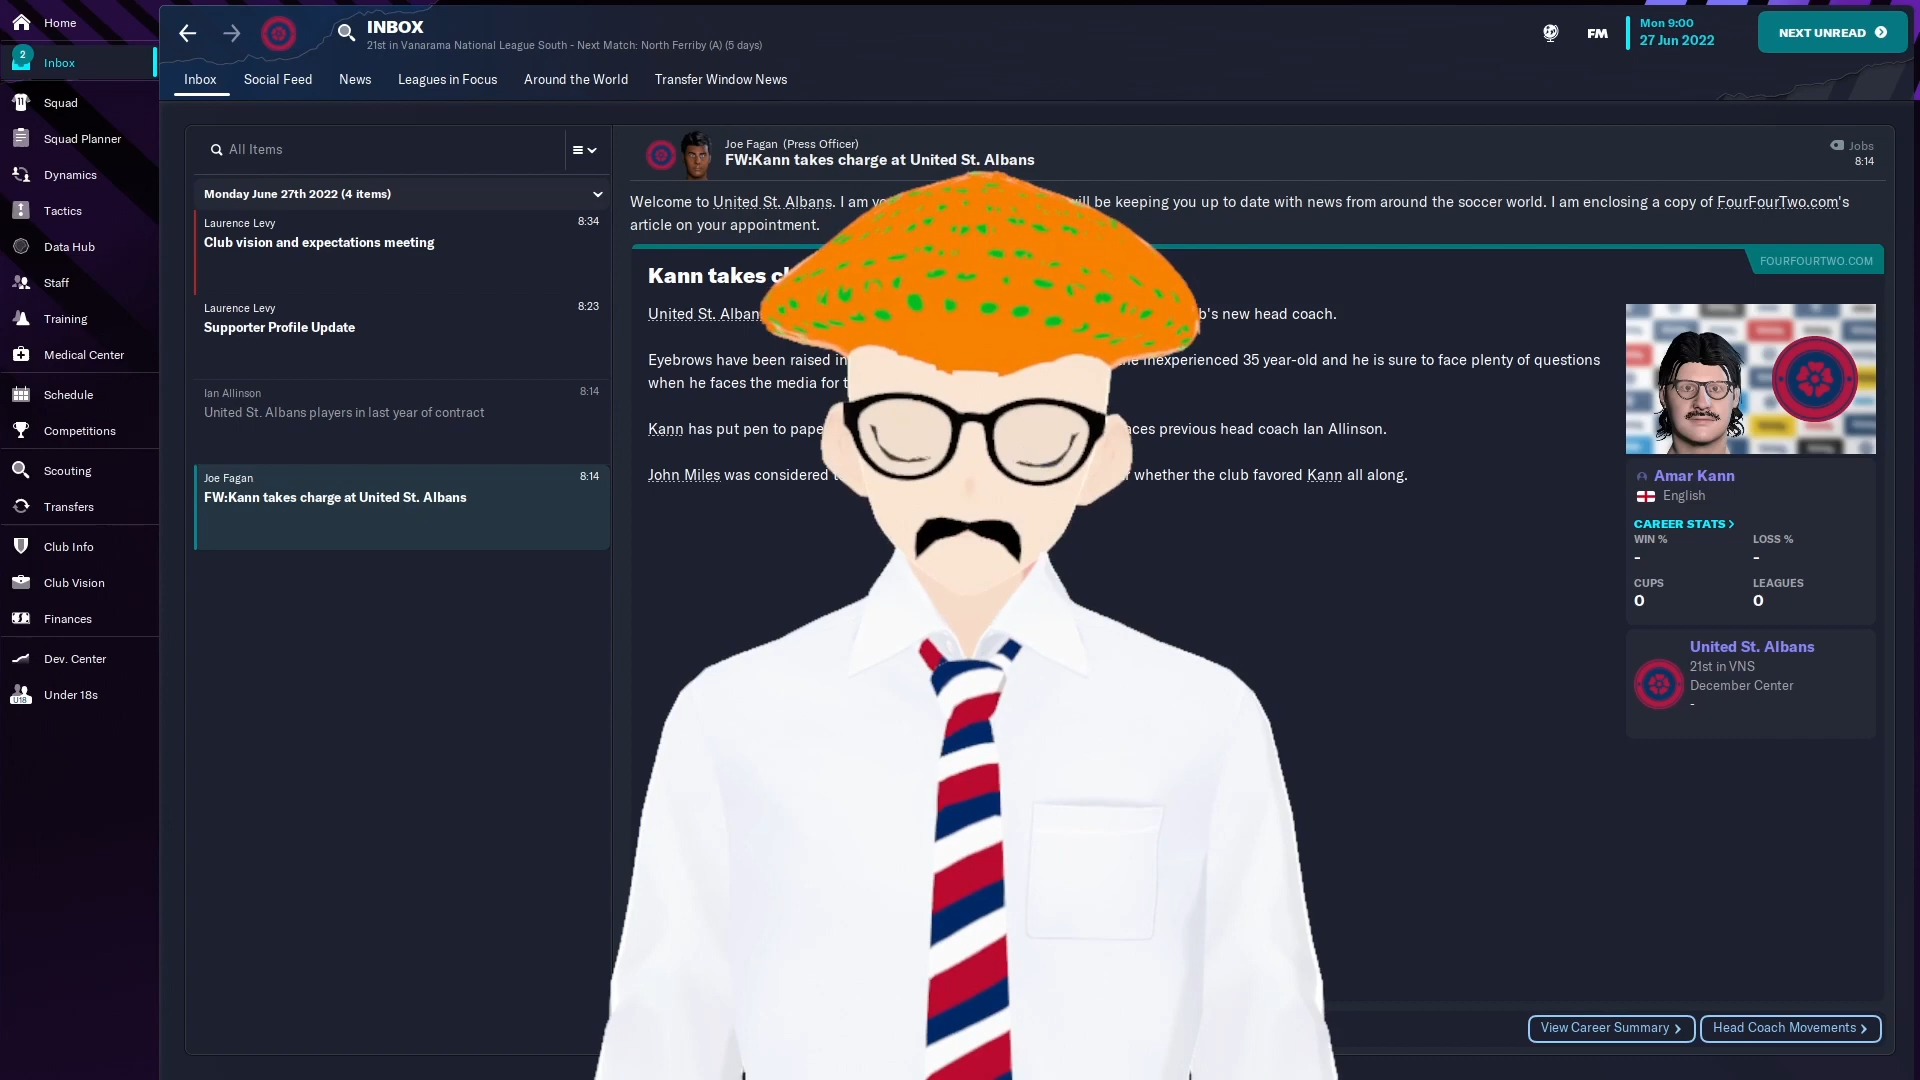 Home
2
Inbox
Squad
Squad Planner
Dynamics
Tactics
Data Hub
Staff
Training
Medical Center
Schedule
Competitions
Scouting
Transfers
Club Info
Club Vision
Finances
Dev. Center
U18
Under 18s
INBOX
21st in Vanarama National League South - Next Match: North Ferriby (A) (5 days)
FM
Mon 9:00
27 Jun 2022
NEXT UNREAD
Inbox Social Feed News Leagues in Focus Around the World Transfer Window News
All Items
Monday June 27th 2022 (4 items)
Laurence Levy 8:34
Club vision and expectations meeting
Laurence Levy 8:23
Supporter Profile Update
Ian Allinson 8:14
United St. Albans players in last year of contract
Joe Fagan 8:14
FW:Kann takes charge at United St. Albans
Joe Fagan (Press Officer)
FW:Kann takes charge at United St. Albans
Jobs
8:14
Welcome to United St. Albans. I am be keeping you up to date with news from around the soccer world. I am enclosing a copy of FourFourTwo.com's
article on your appointment.
FOURFOURTWO.COM
Kann takes
United St. new head coach.
Eyebrows have been raised in inexperienced 35 year-old and he is sure to face plenty of questions
when he faces the media for
Kann has put pen to previous head coach Ian Allinson.
John Miles was considered whether the club favored Kann all along.
Amar Kann
English
CAREER STATS
WIN % LOSS %
- -
CUPS LEAGUES
0 0
United St. Albans
21st in VNS
December Center
-
View Career Summary Head Coach Movements